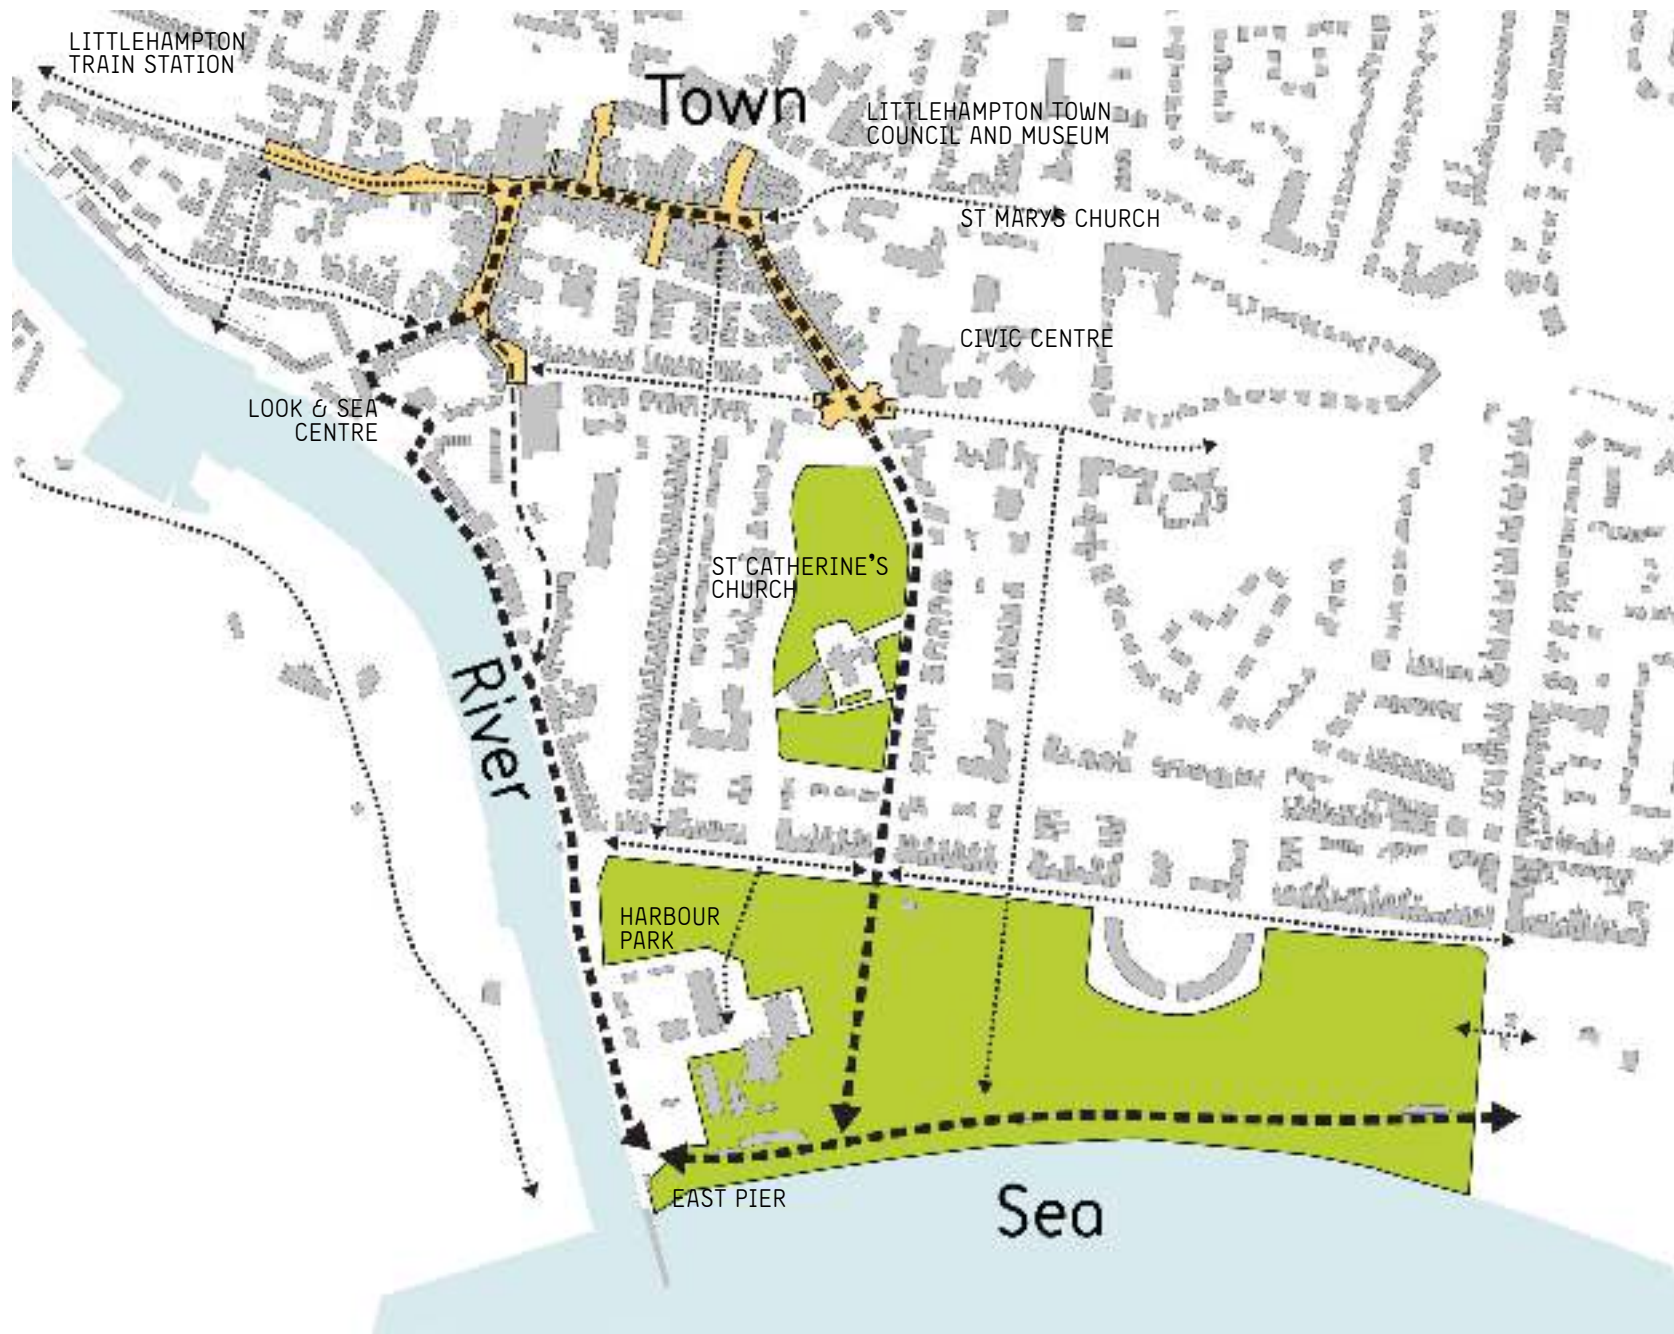 LITTLEHAMPTON
TRAIN STATION
Town
LITTLEHAMPTON TOWN
COUNCIL AND MUSEUM
ST MARYS CHURCH
CIVIC CENTRE
LOOK & SEA
CENTRE
ST CATHERINE'S
CHURCH
River
HARBOUR
PARK
EAST PIER
Sea